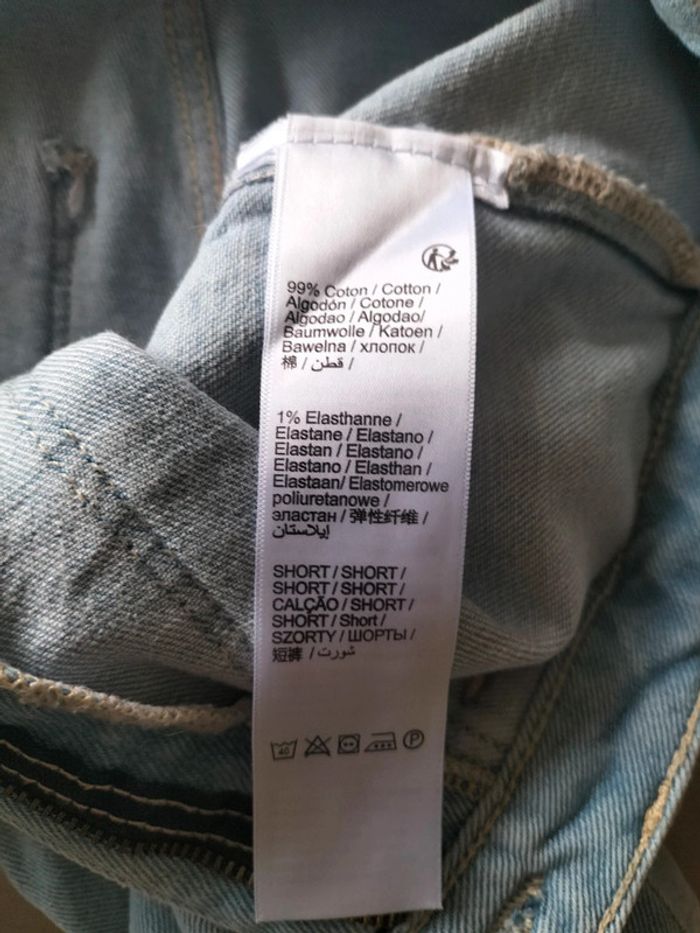 99% Coton / Cotton /
Algodón / Cotone /
Algodao / Algodao/
Baumwolle / Katoen /
Bawelna / хлопок /
棉 / قطن /
1% Elasthanne /
Elastane / Elastano /
Elastan / Elastano /
Elastano / Elasthan /
Elastaan/ Elastomerowe
poliuretanowe /
эластан / 弹性纤维 /
إيلاستان
SHORT / SHORT /
SHORT / SHORT /
CALÇÃO / SHORT /
SHORT / Short /
SZORTY / ШОРТЫ /
短裤 / شورت /
40 P